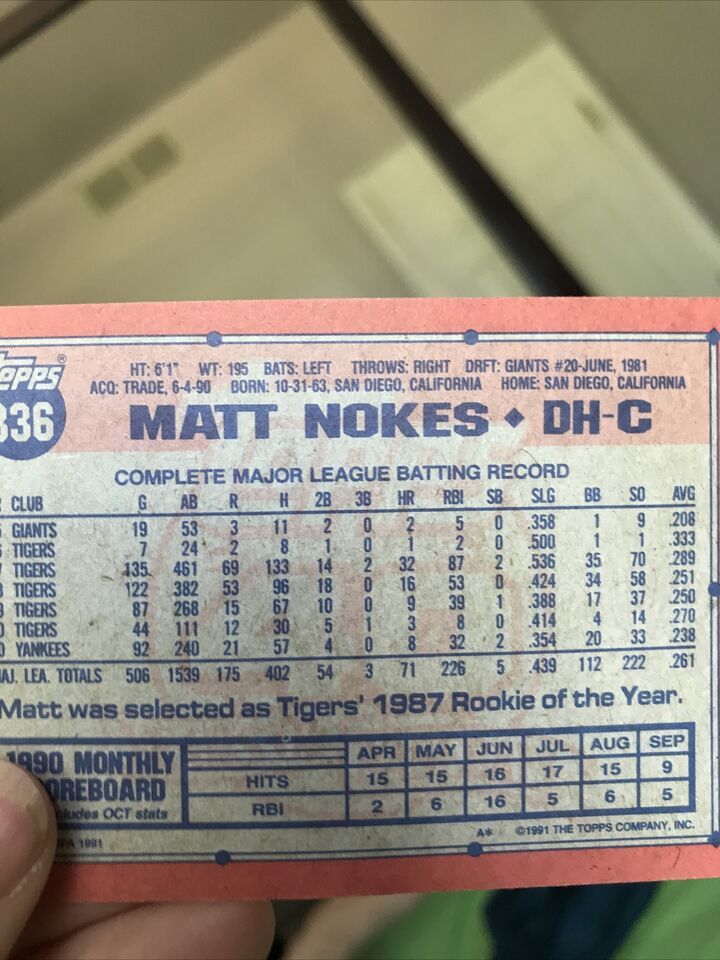 Topps®
336
HT: 6'1" WT: 195 BATS: LEFT THROWS: RIGHT DRFT: GIANTS #20-JUNE, 1981
ACQ: TRADE, 6-4-90 BORN: 10-31-63, SAN DIEGO, CALIFORNIA HOME: SAN DIEGO, CALIFORNIA
MATT NOKES ♦ DH-C
COMPLETE MAJOR LEAGUE BATTING RECORD
CLUB G AB R H 2B 3B HR RBI SB SLG BB SO AVG
GIANTS 19 53 3 11 2 0 2 5 0 .358 1 9 .208
TIGERS 7 24 2 8 1 0 1 2 0 .500 1 1 .333
TIGERS 135 461 69 133 14 2 32 87 2 .536 35 70 .289
TIGERS 122 382 53 96 18 0 16 53 0 .424 34 58 .251
TIGERS 87 268 15 67 10 0 9 39 1 .388 17 37 .250
TIGERS 44 111 12 30 5 1 3 8 0 .414 4 14 .270
YANKEES 92 240 21 57 4 0 8 32 2 .354 20 33 .238
AJ. LEA. TOTALS 506 1539 175 402 54 3 71 226 5 .439 112 222 .261
Matt was selected as Tigers' 1987 Rookie of the Year.
1990 MONTHLY
OREBOARD
cludes OCT stats
APR MAY JUN JUL AUG SEP
HITS 15 15 16 17 15 9
RBI 2 6 16 5 6 5
PA 1991
A* ©1991 THE TOPPS COMPANY, INC.